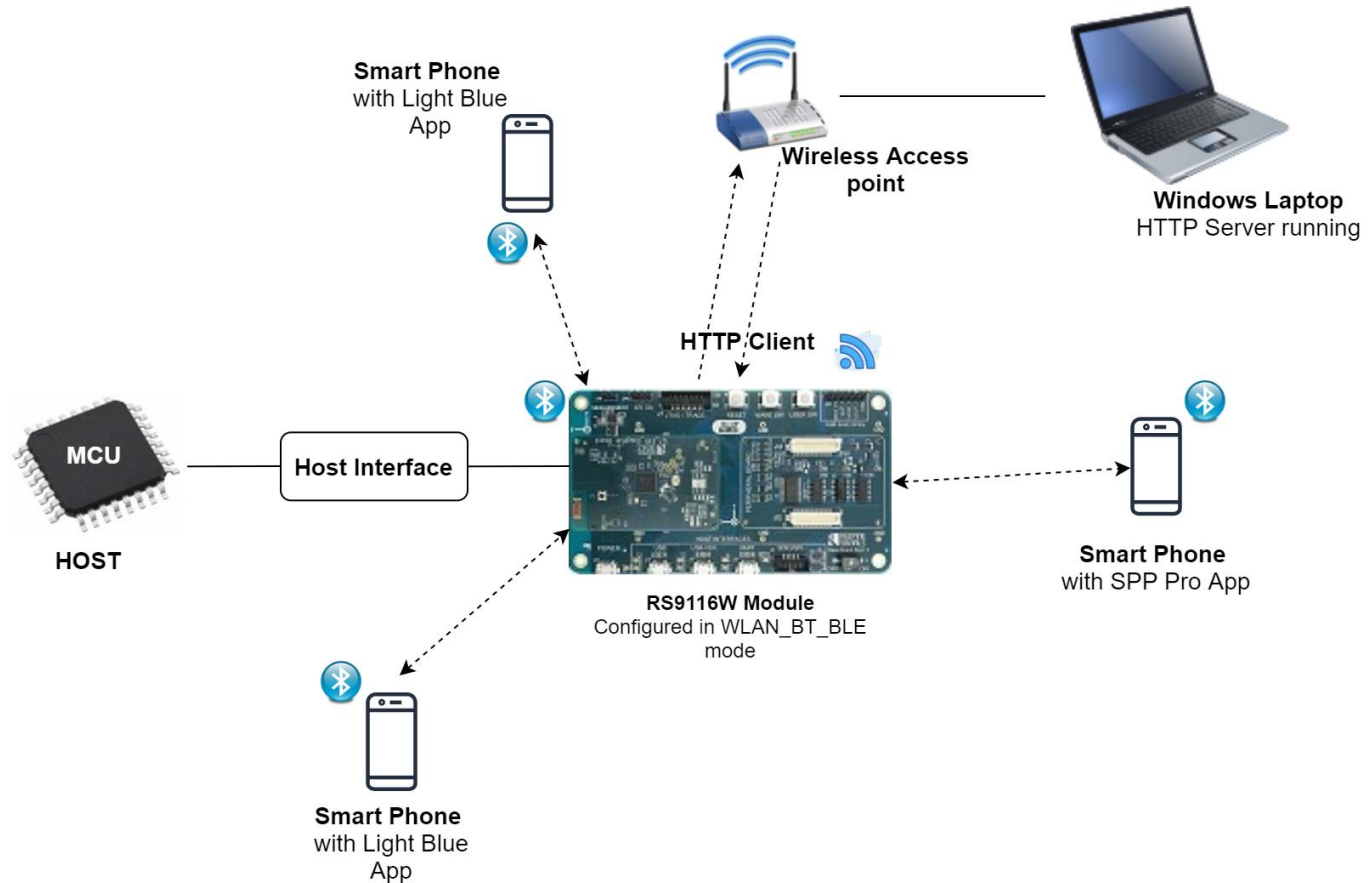 Smart Phone
with Light Blue
App
Wireless Access
point
Windows Laptop
HTTP Server running
HTTP Client
MCU
Host Interface
HOST
RS9116W Module
Configured in WLAN_BT_BLE
mode
Smart Phone
with SPP Pro App
Smart Phone
with Light Blue
App